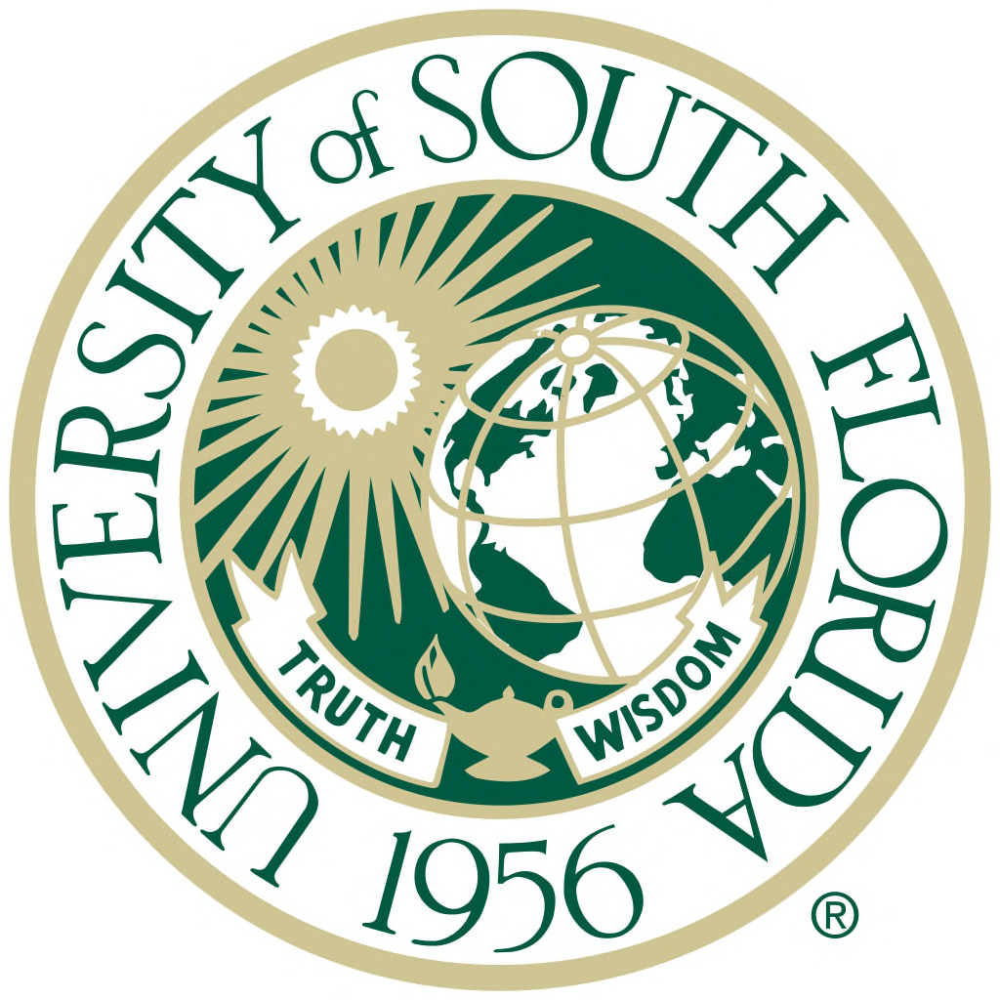 UNIVERSITY of SOUTH FLORIDA
1956
TRUTH
WISDOM
®